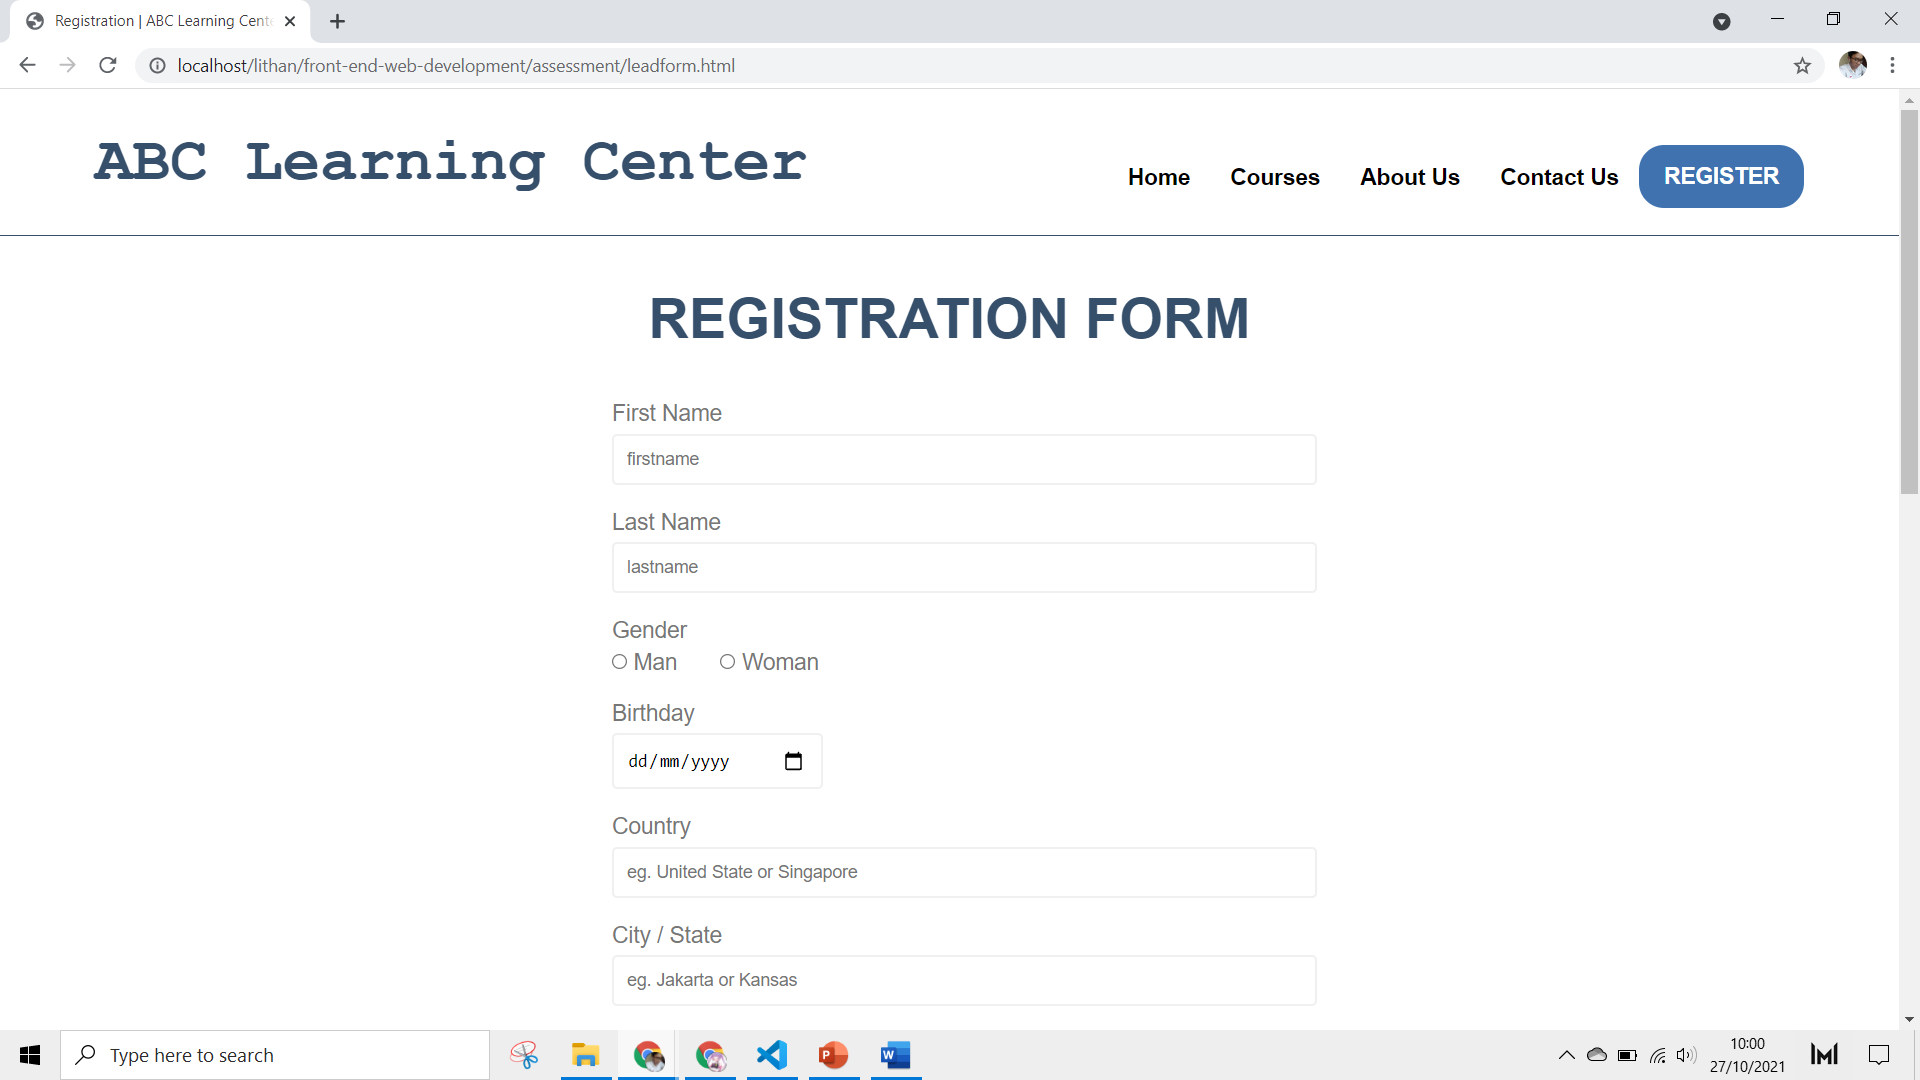 Registration | ABC Learning Cent
localhost/lithan/front-end-web-development/assessment/leadform.html
ABC Learning Center
Home Courses About Us Contact Us REGISTER
REGISTRATION FORM
First Name
firstname
Last Name
lastname
Gender
Man Woman
Birthday
dd/mm/yyyy
Country
eg. United State or Singapore
City / State
eg. Jakarta or Kansas
Type here to search
10:00
27/10/2021